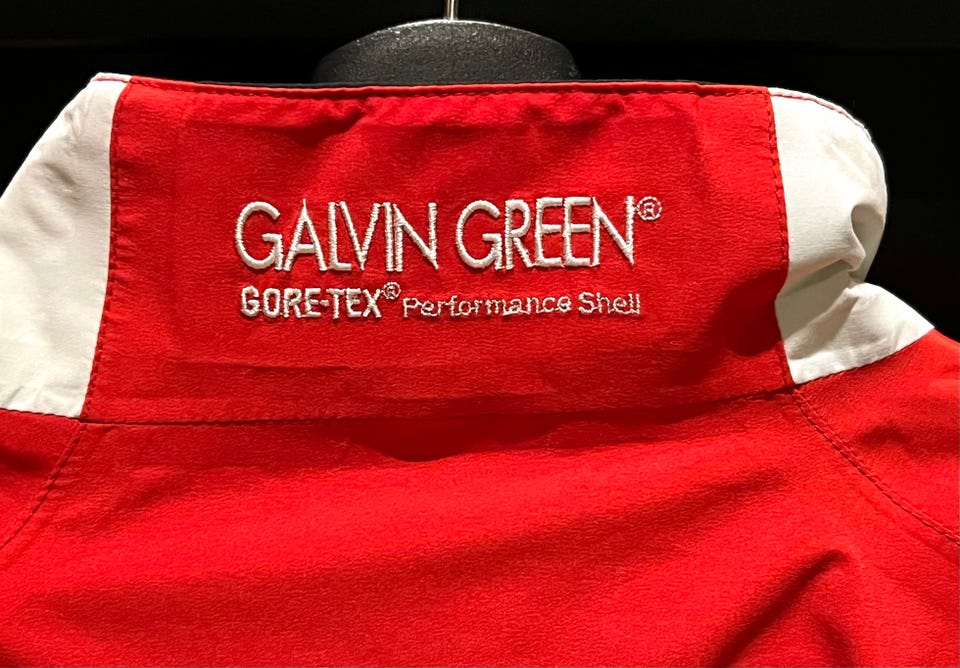 GALVIN GREEN®
GORE-TEX® Performance Shell